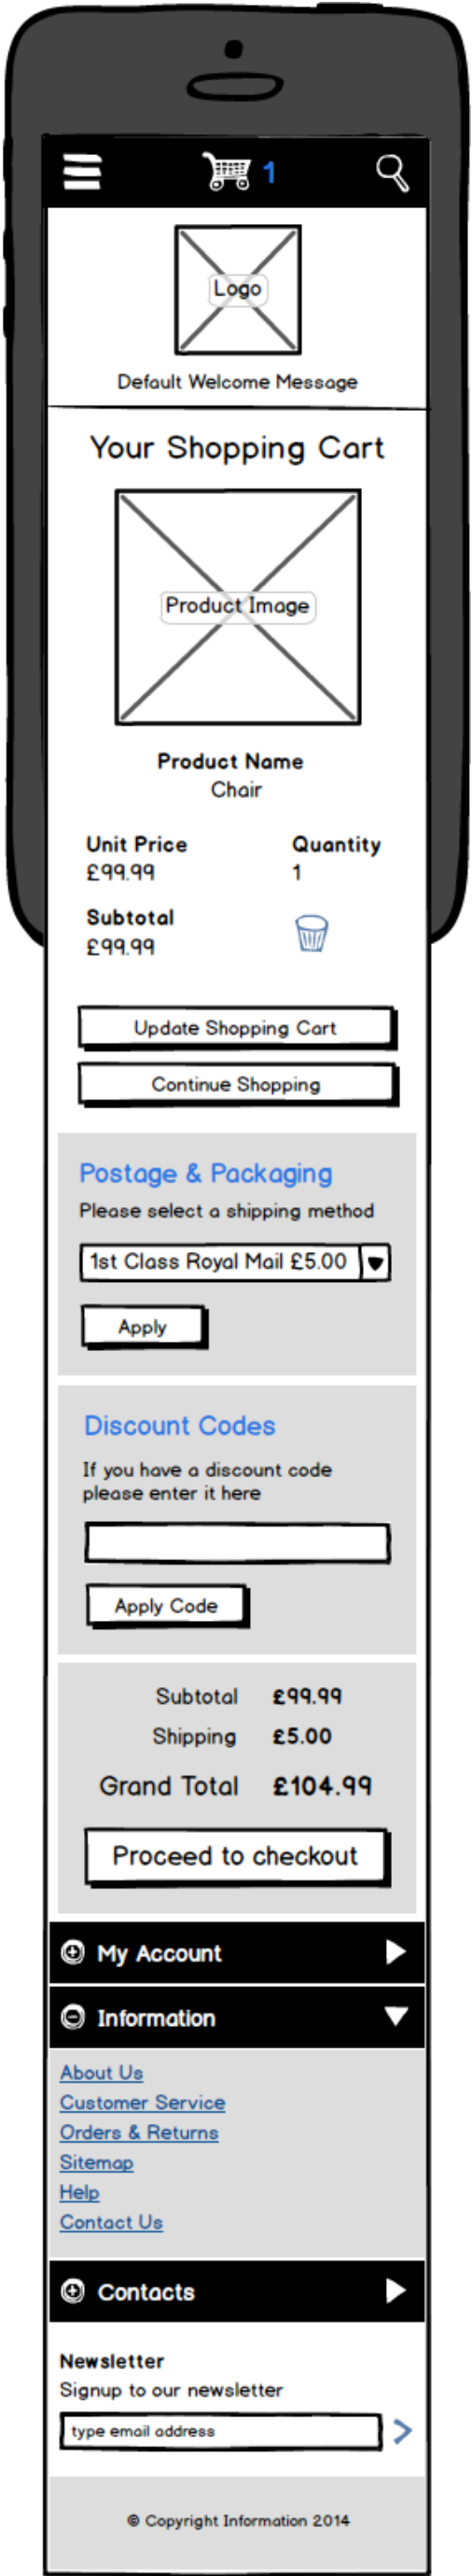 1
Logo
Default Welcome Message
Your Shopping Cart
Product Image
Product Name
Chair
Unit Price Quantity
£99.99 1
Subtotal
£99.99
Update Shopping Cart
Continue Shopping
Postage & Packaging
Please select a shipping method
1st Class Royal Mail £5.00
Apply
Discount Codes
If you have a discount code
please enter it here
Apply Code
Subtotal £99.99
Shipping £5.00
Grand Total £104.99
Proceed to checkout
My Account
Information
About Us
Customer Service
Orders & Returns
Sitemap
Help
Contact Us
Contacts
Newsletter
Signup to our newsletter
type email address
© Copyright Information 2014